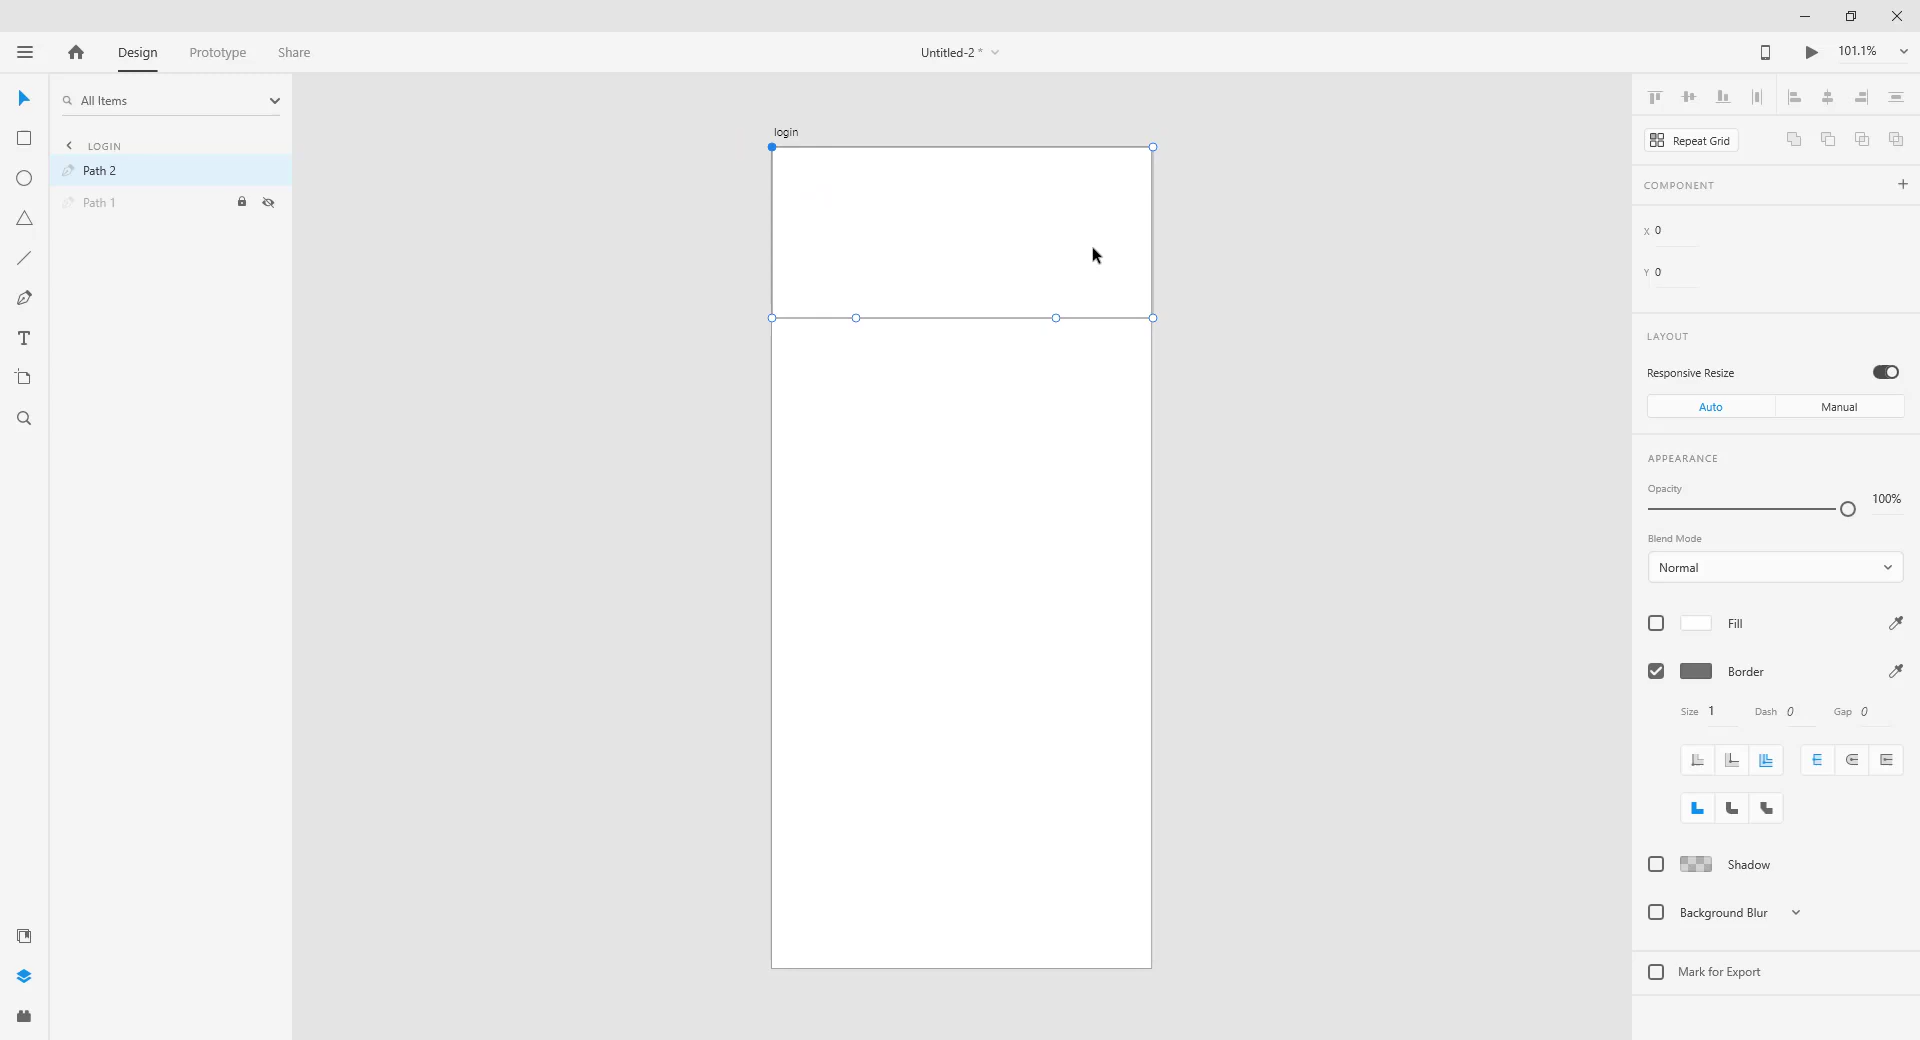 Design
Prototype
Share
Untitled-2 *
101.1%
All Items
LOGIN
Path 2
Path 1
login
Repeat Grid
COMPONENT
X 0
Y 0
LAYOUT
Responsive Resize
Auto
Manual
APPEARANCE
Opacity
100%
Blend Mode
Normal
Fill
Border
Size 1
Dash 0
Gap 0
Shadow
Background Blur
Mark for Export